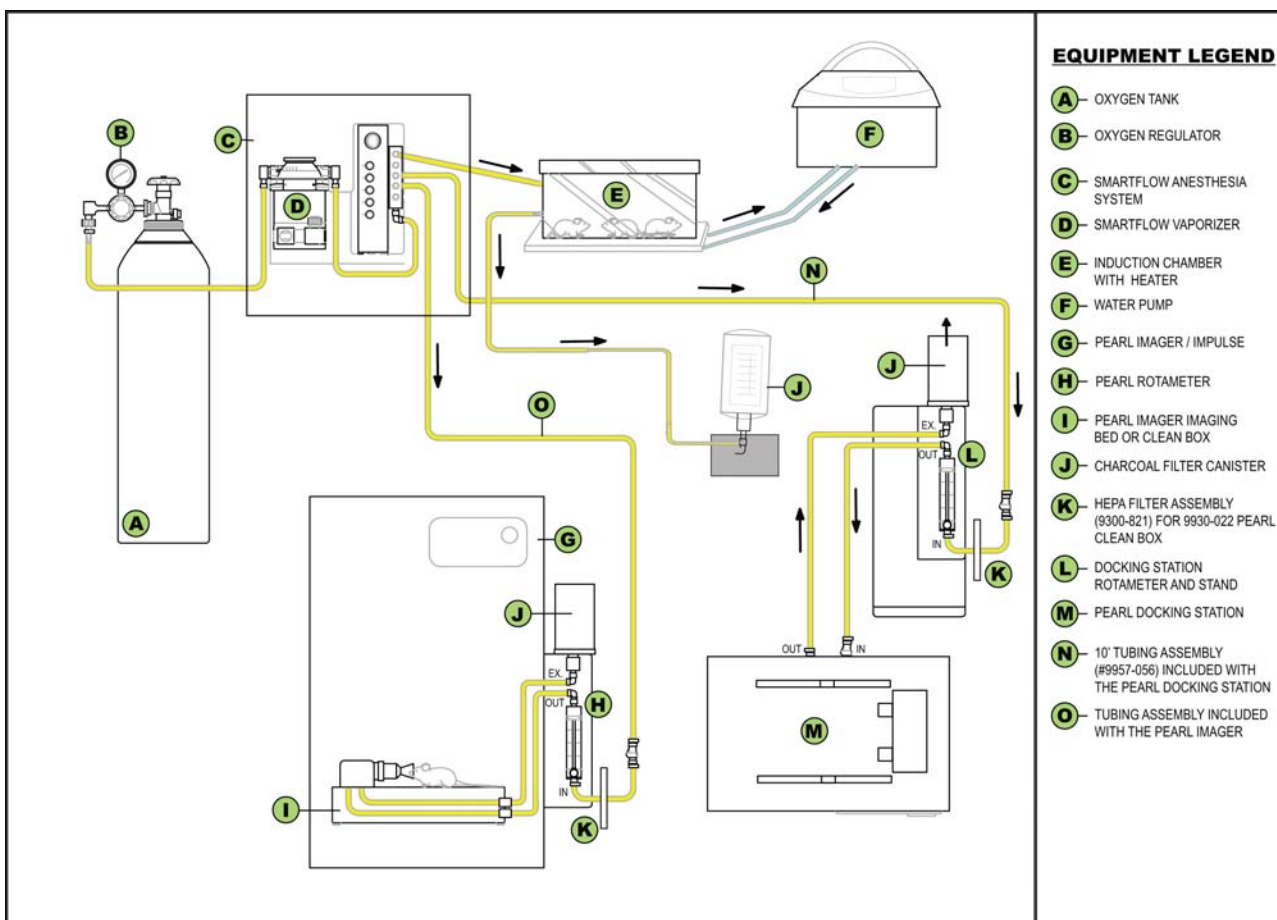 B
C
D
A
E
F
N
O
J
J
EX.
OUT
L
IN
K
G
J
EX.
OUT
H
IN
I
K
OUT
IN
M
EQUIPMENT LEGEND
A OXYGEN TANK
B OXYGEN REGULATOR
C SMARTFLOW ANESTHESIA
SYSTEM
D SMARTFLOW VAPORIZER
E INDUCTION CHAMBER
WITH HEATER
F WATER PUMP
G PEARL IMAGER / IMPULSE
H PEARL ROTAMETER
I PEARL IMAGER IMAGING
BED OR CLEAN BOX
J CHARCOAL FILTER CANISTER
K HEPA FILTER ASSEMBLY
(9300-821) FOR 9930-022 PEARL
CLEAN BOX
L DOCKING STATION
ROTAMETER AND STAND
M PEARL DOCKING STATION
N 10' TUBING ASSEMBLY
(#9957-056) INCLUDED WITH
THE PEARL DOCKING STATION
O TUBING ASSEMBLY INCLUDED
WITH THE PEARL IMAGER